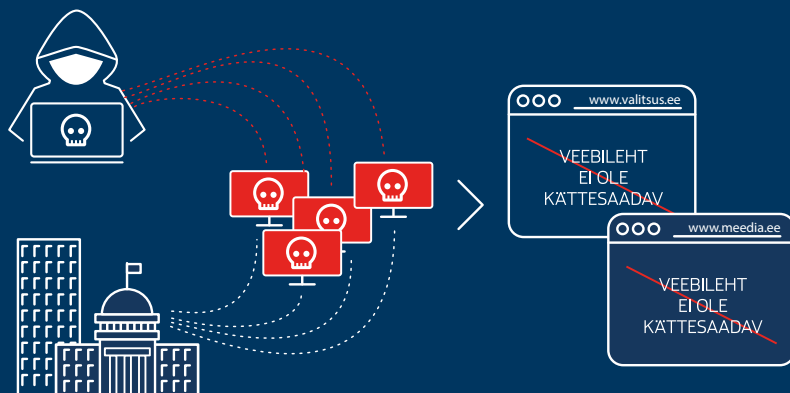 www.valitsus.ee
VEEBILEHT
EI OLE
KÄTTESAADAV
www.meedia.ee
VEEBILEHT
EI OLE
KÄTTESAADAV